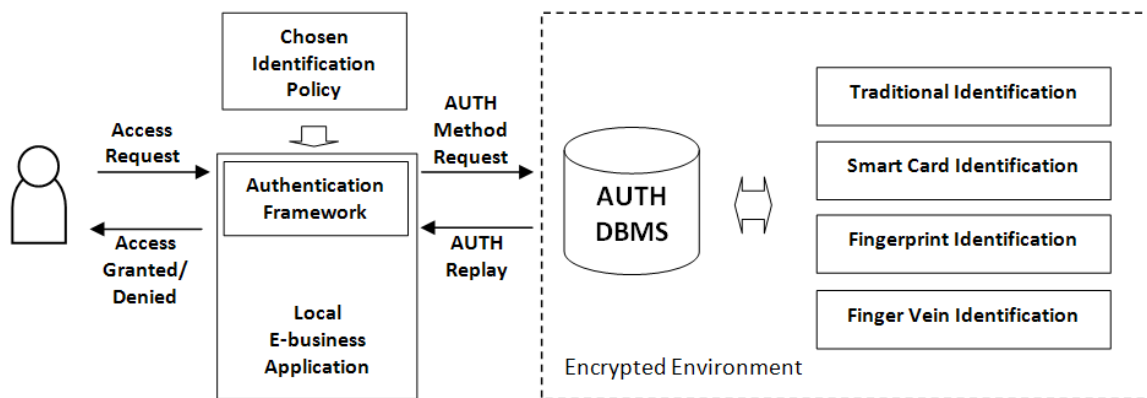 Chosen
Identification
Policy
Access
Request
AUTH
Method
Request
Authentication
Framework
Access
Granted/
Denied
AUTH
Replay
Local
E-business
Application
AUTH
DBMS
Traditional Identification
Smart Card Identification
Fingerprint Identification
Finger Vein Identification
Encrypted Environment